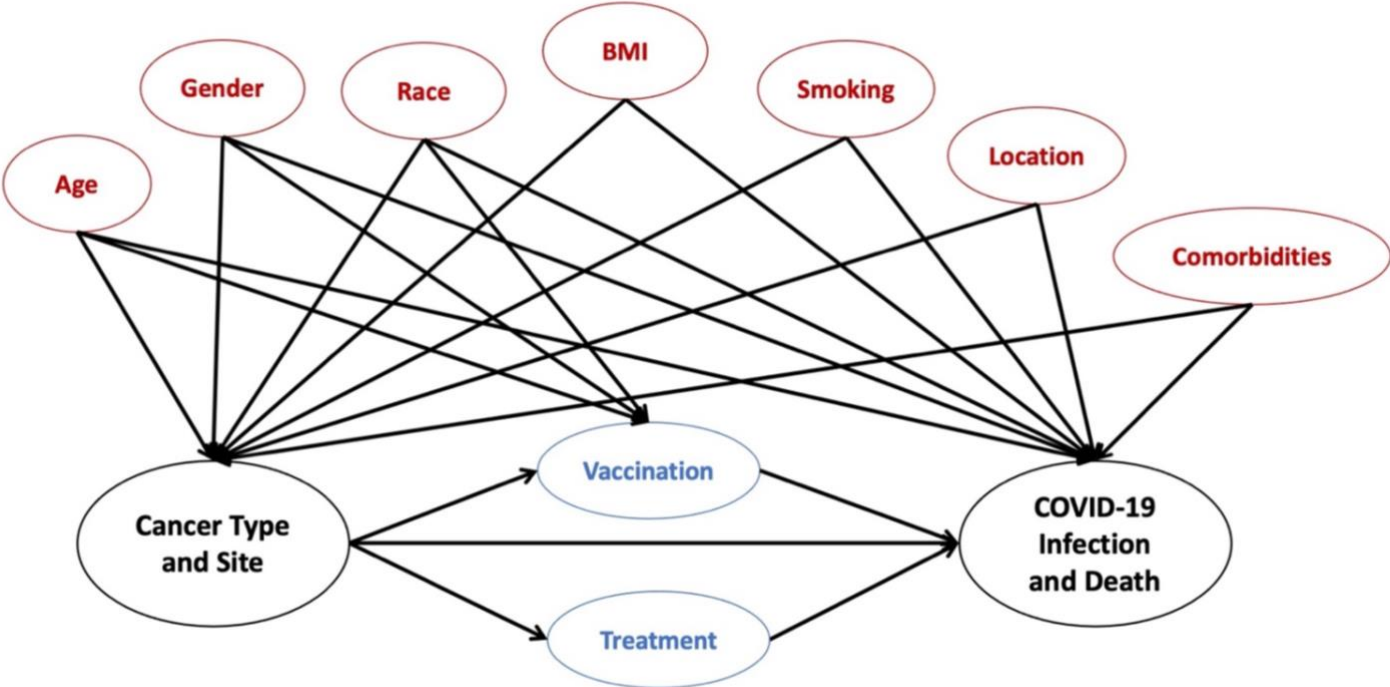 BMI
Gender
Race
Smoking
Location
Age
Comorbidities
Vaccination
Cancer Type
and Site
COVID-19
Infection
and Death
Treatment